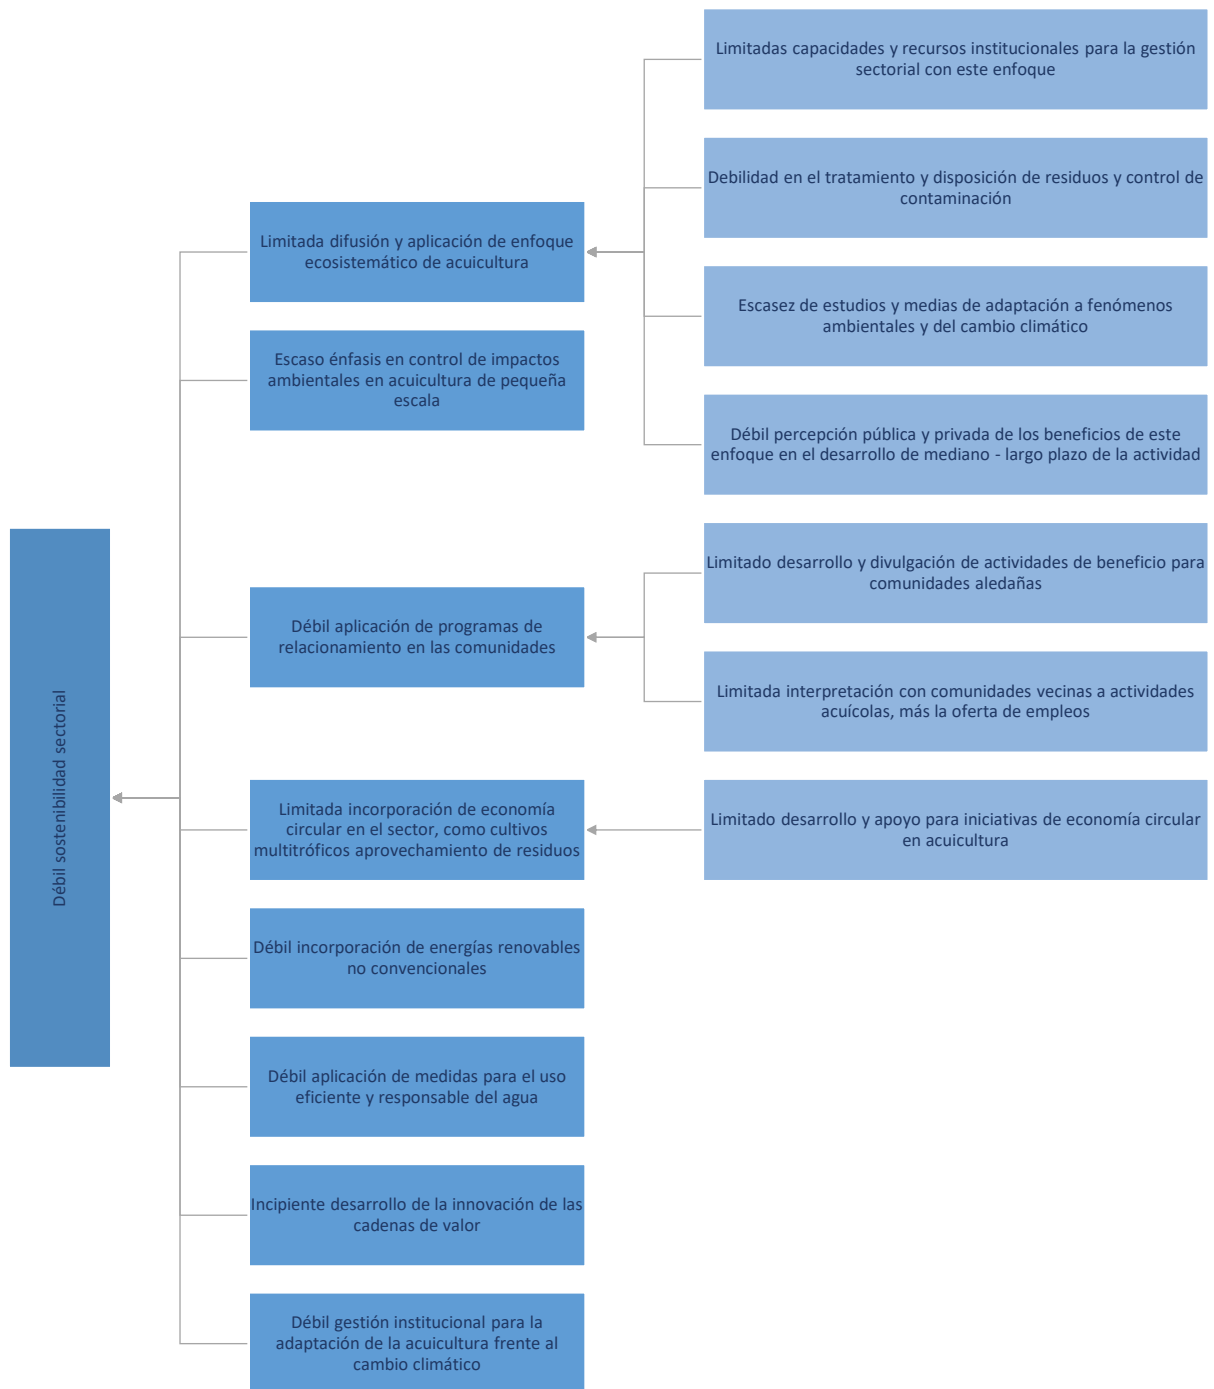 Débil sostenibilidad sectorial
Limitada difusión y aplicación de enfoque
ecosistemático de acuicultura
Limitadas capacidades y recursos institucionales para la gestión
sectorial con este enfoque
Debilidad en el tratamiento y disposición de residuos y control de
contaminación
Escasez de estudios y medias de adaptación a fenómenos
ambientales y del cambio climático
Débil percepción pública y privada de los beneficios de este
enfoque en el desarrollo de mediano - largo plazo de la actividad
Escaso énfasis en control de impactos
ambientales en acuicultura de pequeña
escala
Débil aplicación de programas de
relacionamiento en las comunidades
Limitado desarrollo y divulgación de actividades de beneficio para
comunidades aledañas
Limitada interpretación con comunidades vecinas a actividades
acuícolas, más la oferta de empleos
Limitada incorporación de economía
circular en el sector, como cultivos
multitróficos aprovechamiento de residuos
Limitado desarrollo y apoyo para iniciativas de economía circular
en acuicultura
Débil incorporación de energías renovables
no convencionales
Débil aplicación de medidas para el uso
eficiente y responsable del agua
Incipiente desarrollo de la innovación de las
cadenas de valor
Débil gestión institucional para la
adaptación de la acuicultura frente al
cambio climático